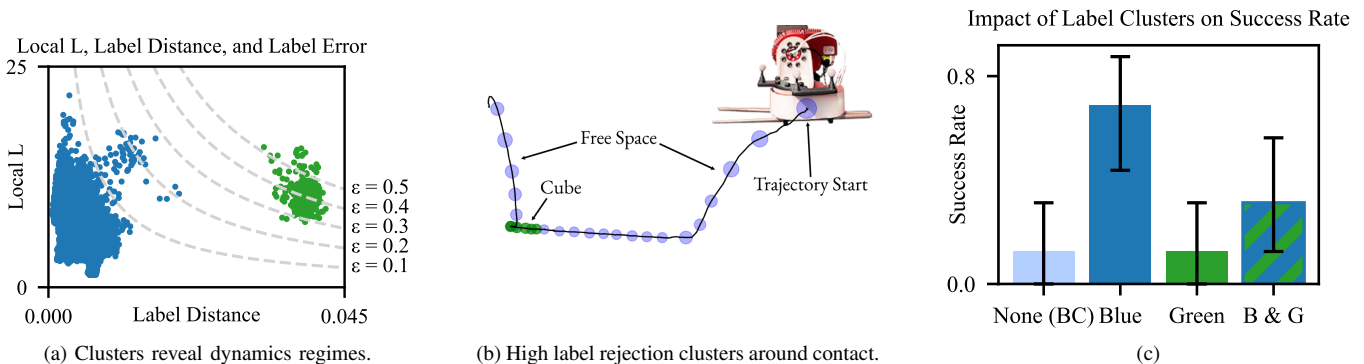 Local L, Label Distance, and Label Error
25
Local L
0
0.000
Label Distance
0.045
ε = 0.5
ε = 0.4
ε = 0.3
ε = 0.2
ε = 0.1
(a) Clusters reveal dynamics regimes.
Free Space
Cube
Trajectory Start
(b) High label rejection clusters around contact.
Impact of Label Clusters on Success Rate
0.8
Success Rate
0.0
None (BC)
Blue
Green
B & G
(c)